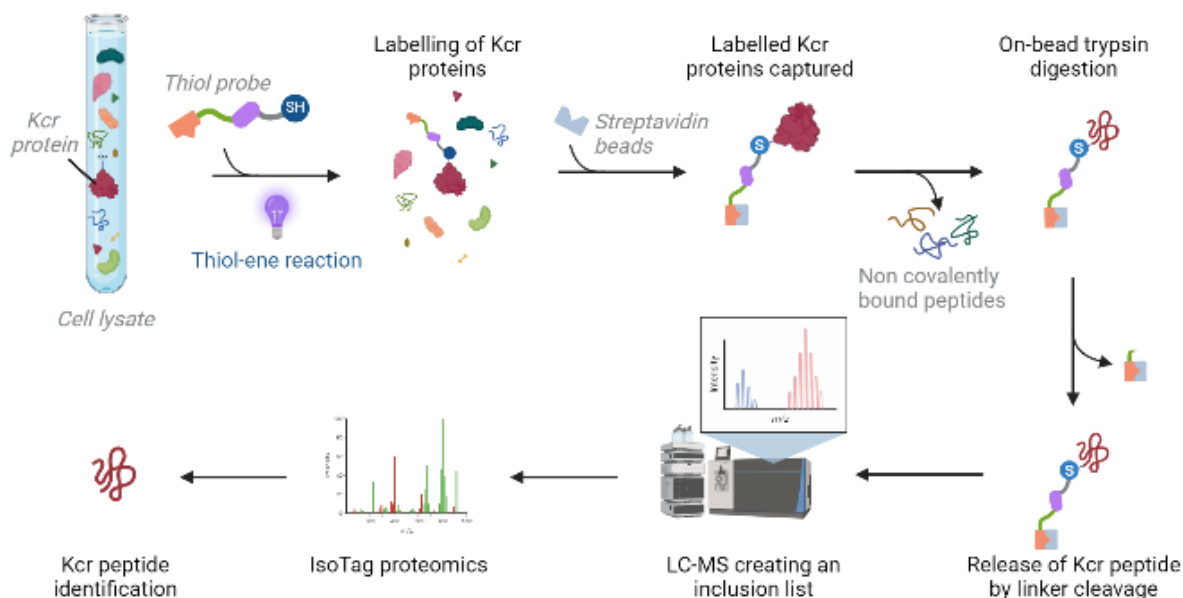 Labelling of Kcr
proteins
Labelled Kcr
proteins captured
On-bead trypsin
digestion
Thiol probe
SH
Kcr
protein
Streptavidin
beads
S
S
Thiol-ene reaction
Non covalently
bound peptides
Cell lysate
Intensity
m/z
S
Intensity
m/z
Kcr peptide
identification
IsoTag proteomics
LC-MS creating an
inclusion list
Release of Kcr peptide
by linker cleavage